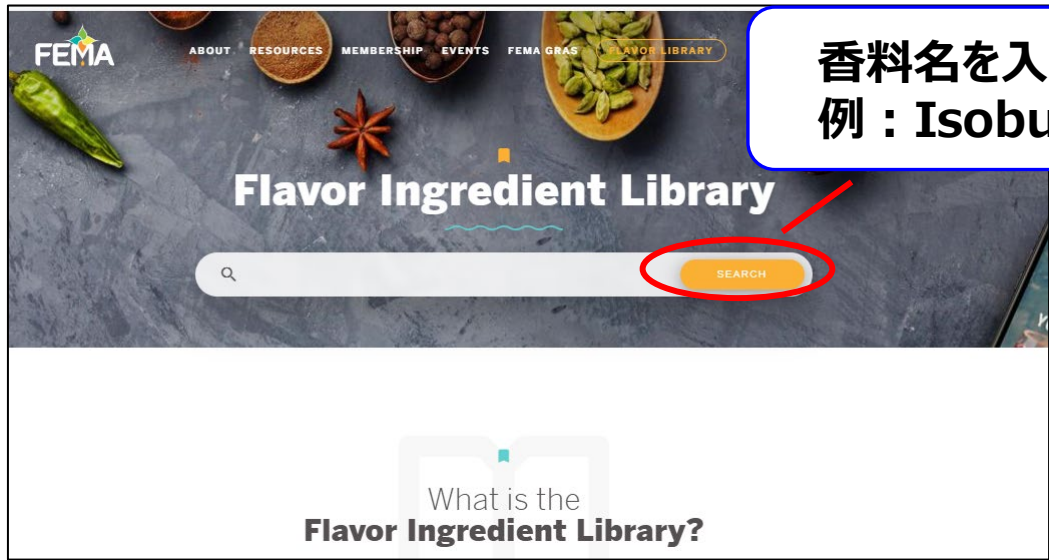 FEMA
ABOUT RESOURCES MEMBERSHIP EVENTS FEMA GRAS FLAVOR LIBRARY
香料名を入
例：Isobu
Flavor Ingredient Library
SEARCH
What is the
Flavor Ingredient Library?